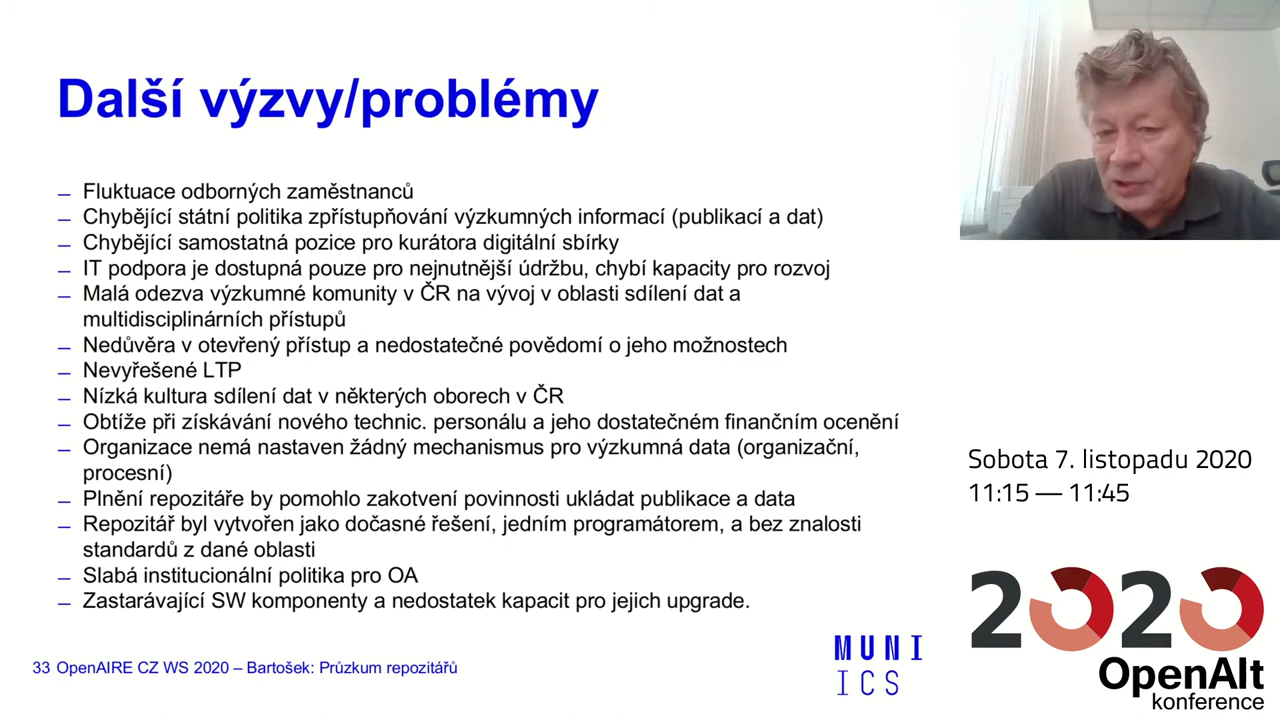 Další výzvy/problémy
– Fluktuace odborných zaměstnanců
– Chybějící státní politika zpřístupňování výzkumných informací (publikací a dat)
– Chybějící samostatná pozice pro kurátora digitální sbírky
– IT podpora je dostupná pouze pro nejnutnější údržbu, chybí kapacity pro rozvoj
– Malá odezva výzkumné komunity v ČR na vývoj v oblasti sdílení dat a
multidisciplinárních přístupů
– Nedůvěra v otevřený přístup a nedostatečné povědomí o jeho možnostech
– Nevyřešené LTP
– Nízká kultura sdílení dat v některých oborech v ČR
– Obtíže při získávání nového technic. personálu a jeho dostatečném finančním ocenění
– Organizace nemá nastaven žádný mechanismus pro výzkumná data (organizační,
procesní)
– Plnění repozitáře by pomohlo zakotvení povinnosti ukládat publikace a data
– Repozitář byl vytvořen jako dočasné řešení, jedním programátorem, a bez znalosti
standardů z dané oblasti
– Slabá institucionální politika pro OA
– Zastarávající SW komponenty a nedostatek kapacit pro jejich upgrade.
33 OpenAIRE CZ WS 2020 – Bartošek: Průzkum repozitářů
MUNI
ICS
Sobota 7. listopadu 2020
11:15 — 11:45
2020
OpenAlt
konference